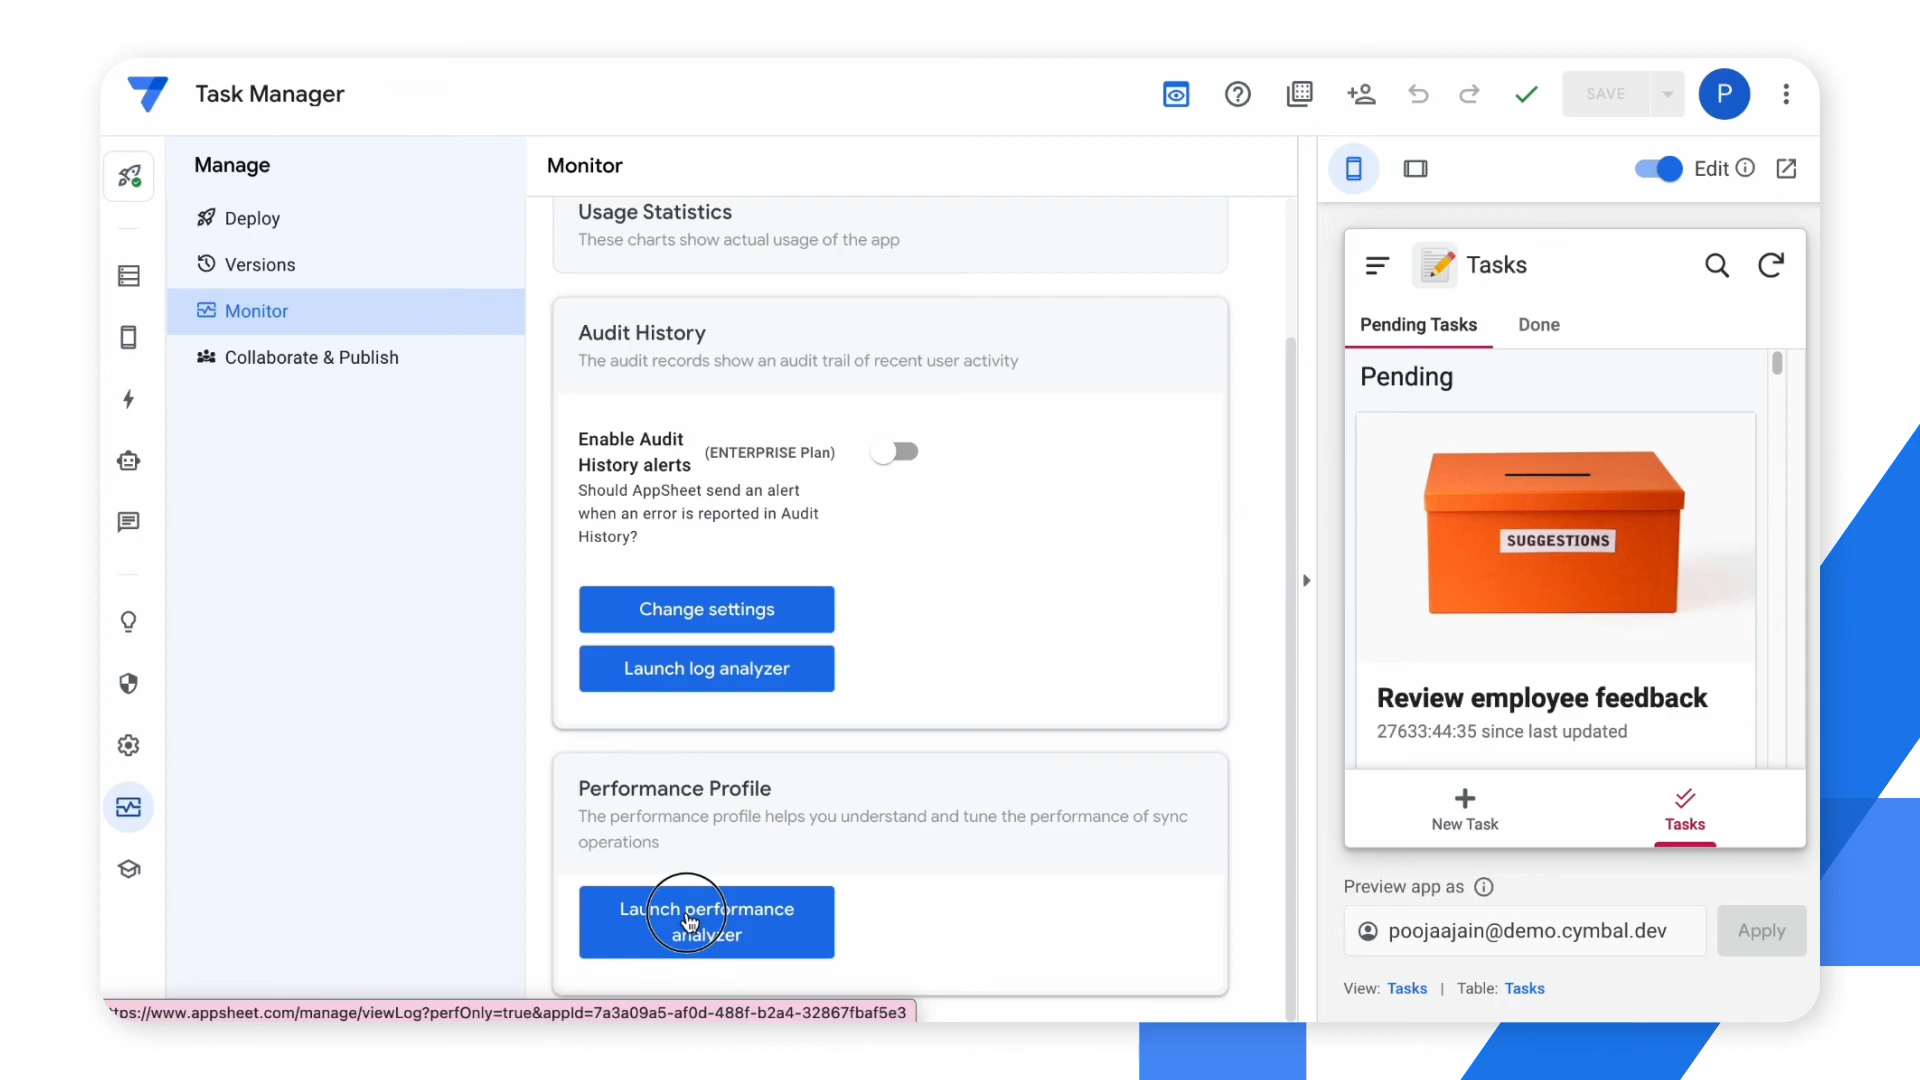 Task Manager
SAVE
P
Manage
Deploy
Versions
Monitor
Collaborate & Publish
Monitor
Usage Statistics
These charts show actual usage of the app
Audit History
The audit records show an audit trail of recent user activity
Enable Audit
History alerts
(ENTERPRISE Plan)
Should AppSheet send an alert
when an error is reported in Audit
History?
Change settings
Launch log analyzer
Performance Profile
The performance profile helps you understand and tune the performance of sync
operations
Launch performance
analyzer
ttps://www.appsheet.com/manage/viewLog?perfOnly=true&appId=7a3a09a5-af0d-488f-b2a4-32867fbaf5e3
Edit
Tasks
Pending Tasks
Done
Pending
SUGGESTIONS
Review employee feedback
27633:44:35 since last updated
New Task
Tasks
Preview app as
poojaajain@demo.cymbal.dev
Apply
View: Tasks | Table: Tasks